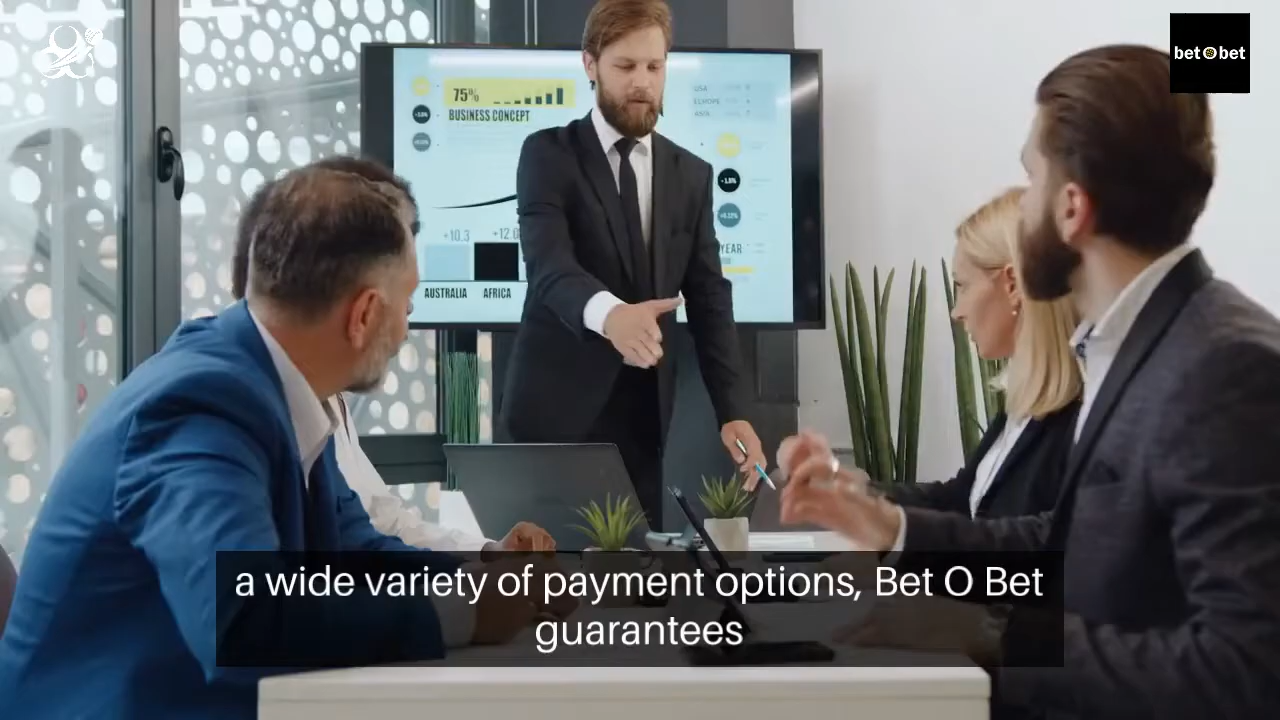 bet bet
75%
BUSINESS CONCEPT
USA
EUROPE
ASIA
+10.3
+12.0
AUSTRALIA
AFRICA
YEAR
a wide variety of payment options, Bet O Bet
guarantees